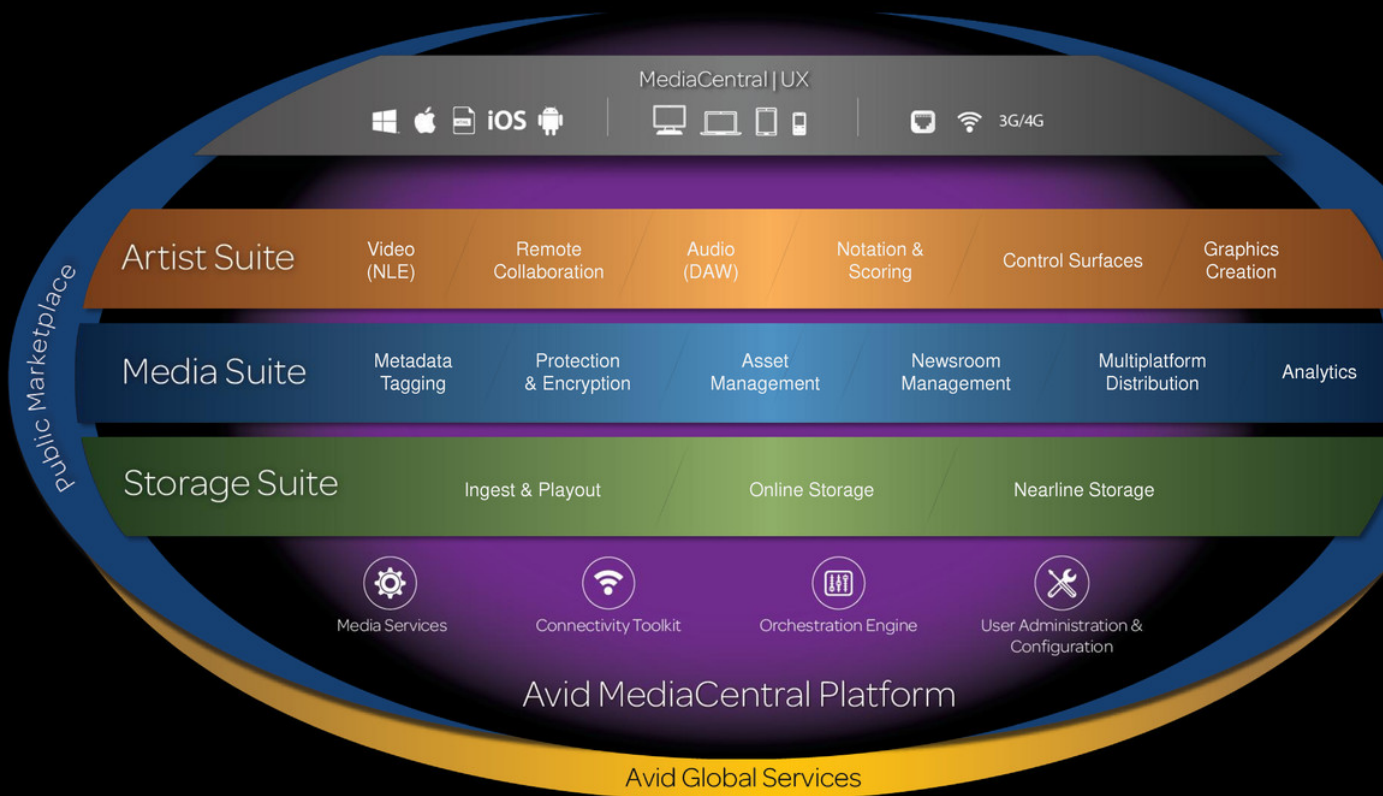 MediaCentral | UX
HTML
iOS
3G/4G
Public Marketplace
Artist Suite
Video
(NLE)
Remote
Collaboration
Audio
(DAW)
Notation &
Scoring
Control Surfaces
Graphics
Creation
Media Suite
Metadada
Tagging
Protection
& Encryption
Asset
Management
Newsroom
Management
Multiplatform
Distribution
Analytics
Storage Suite
Ingest & Playout
Online Storage
Nearline Storage
Media Services
Connectivity Toolkit
Orchestration Engine
User Administration &
Configuration
Avid MediaCentral Platform
Avid Global Services